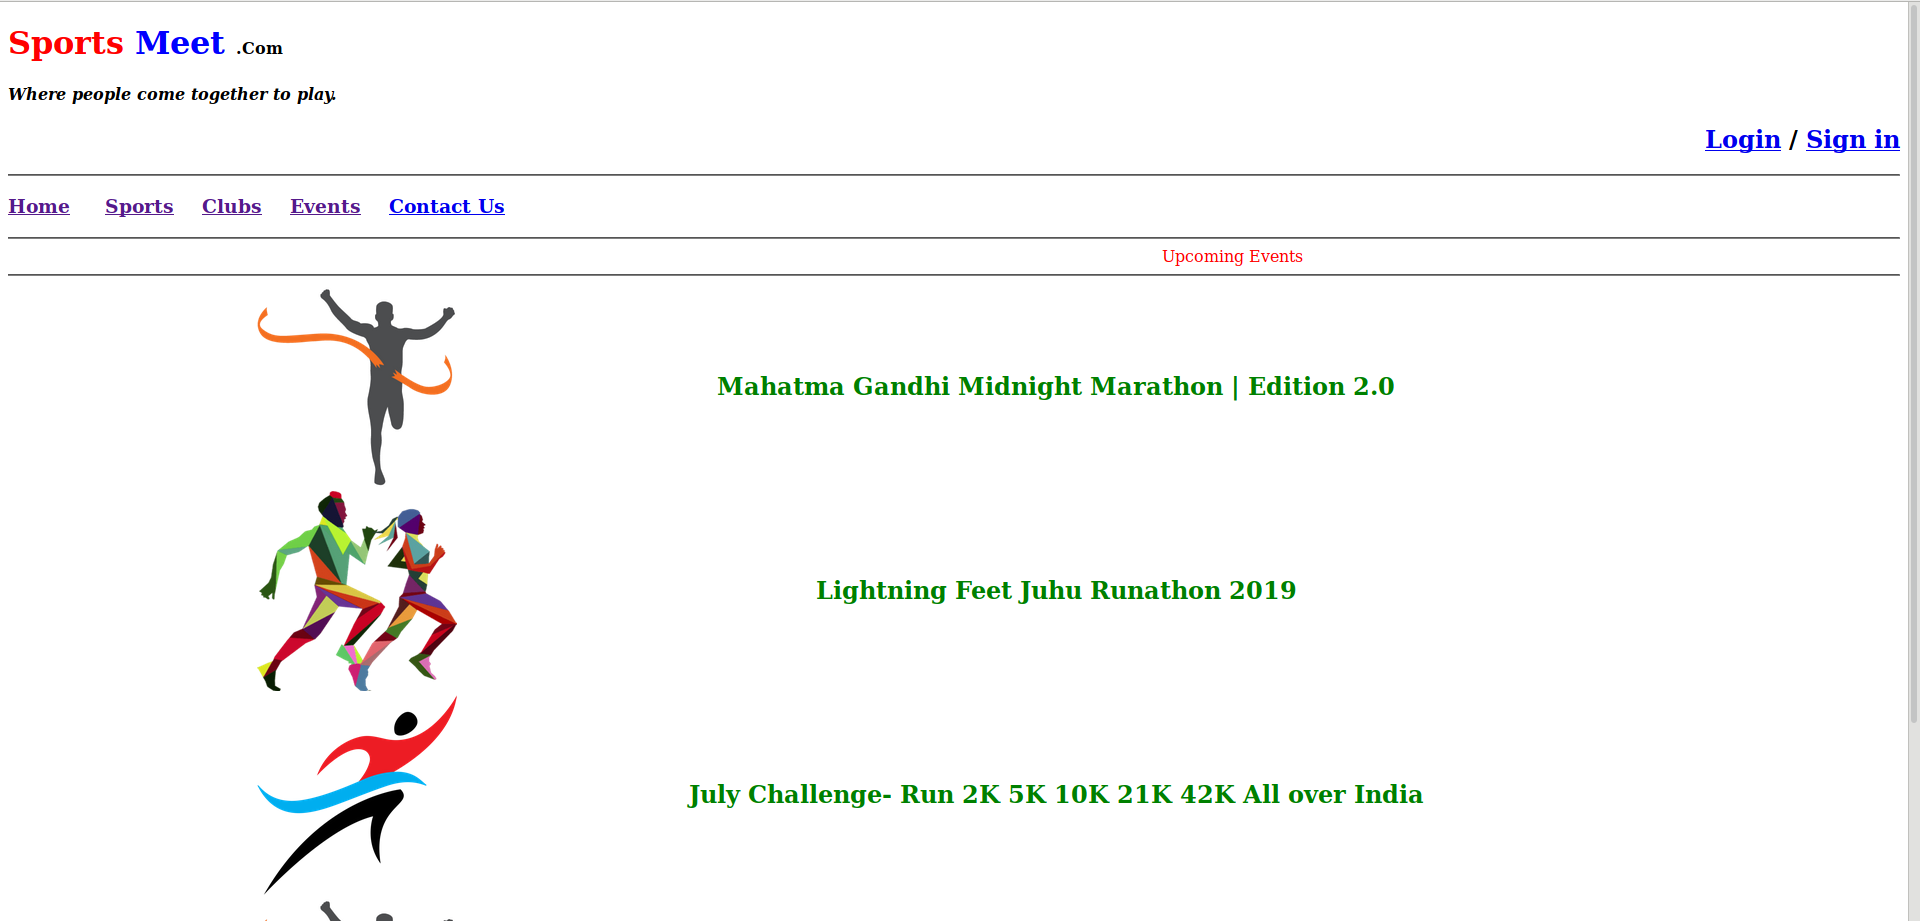 Sports Meet .Com
Where people come together to play.
Login / Sign in
Home Sports Clubs Events Contact Us
Upcoming Events
Mahatma Gandhi Midnight Marathon | Edition 2.0
Lightning Feet Juhu Runathon 2019
July Challenge- Run 2K 5K 10K 21K 42K All over India